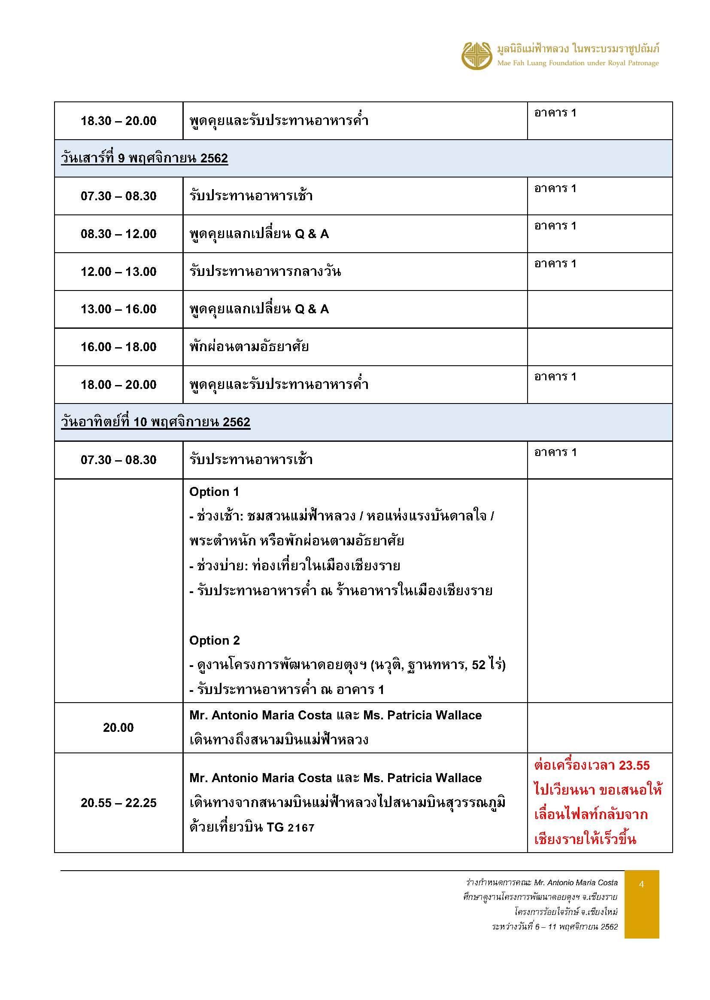 มูลนิธิแม่ฟ้าหลวง ในพระบรมราชูปถัมภ์
Mae Fah Luang Foundation under Royal Patronage
18.30 – 20.00 พูดคุยและรับประทานอาหารค่ำ อาคาร 1
วันเสาร์ที่ 9 พฤศจิกายน 2562
07.30 – 08.30 รับประทานอาหารเช้า อาคาร 1
08.30 – 12.00 พูดคุยแลกเปลี่ยน Q & A อาคาร 1
12.00 – 13.00 รับประทานอาหารกลางวัน อาคาร 1
13.00 – 16.00 พูดคุยแลกเปลี่ยน Q & A
16.00 – 18.00 พักผ่อนตามอัธยาศัย
18.00 – 20.00 พูดคุยและรับประทานอาหารค่ำ อาคาร 1
วันอาทิตย์ที่ 10 พฤศจิกายน 2562
07.30 – 08.30 รับประทานอาหารเช้า อาคาร 1
Option 1
- ช่วงเช้า: ชมสวนแม่ฟ้าหลวง / หอแห่งแรงบันดาลใจ /
พระตำหนัก หรือพักผ่อนตามอัธยาศัย
- ช่วงบ่าย: ท่องเที่ยวในเมืองเชียงราย
- รับประทานอาหารค่ำ ณ ร้านอาหารในเมืองเชียงราย
Option 2
- ดูงานโครงการพัฒนาดอยตุงฯ (นวุติ, ฐานทหาร, 52 ไร่)
- รับประทานอาหารค่ำ ณ อาคาร 1
20.00
Mr. Antonio Maria Costa และ Ms. Patricia Wallace
เดินทางถึงสนามบินแม่ฟ้าหลวง
20.55 – 22.25
Mr. Antonio Maria Costa และ Ms. Patricia Wallace
เดินทางจากสนามบินแม่ฟ้าหลวงไปสนามบินสุวรรณภูมิ
ด้วยเที่ยวบิน TG 2167
ต่อเครื่องเวลา 23.55
ไปเวียนนา ขอเสนอให้
เลื่อนไฟลท์กลับจาก
เชียงรายให้เร็วขึ้น
ร่างกำหนดการคณะ Mr. Antonio Maria Costa
ศึกษาดูงานโครงการพัฒนาดอยตุงฯ จ.เชียงราย
โครงการร้อยใจรักษ์ จ.เชียงใหม่
ระหว่างวันที่ 6 – 11 พฤศจิกายน 2562
4